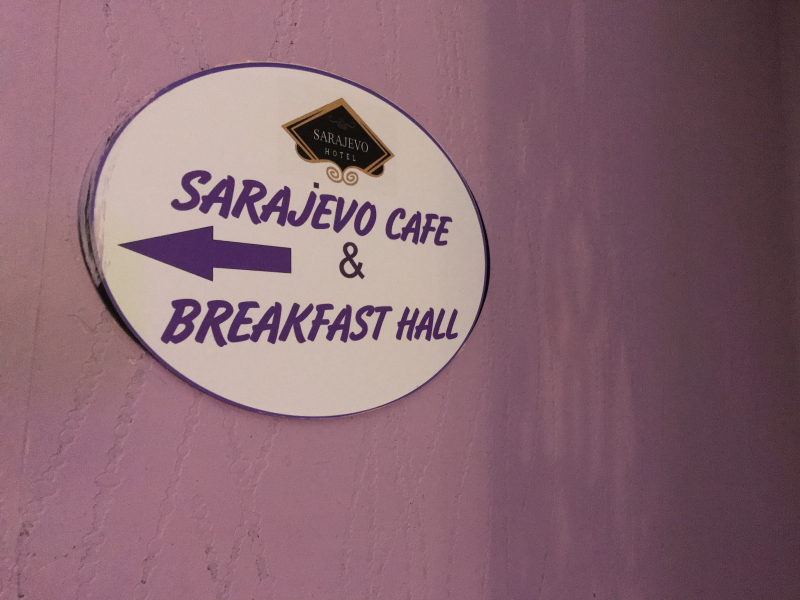 SARAJEVO
HOTEL
SARAJEVO CAFE
&
BREAKFAST HALL